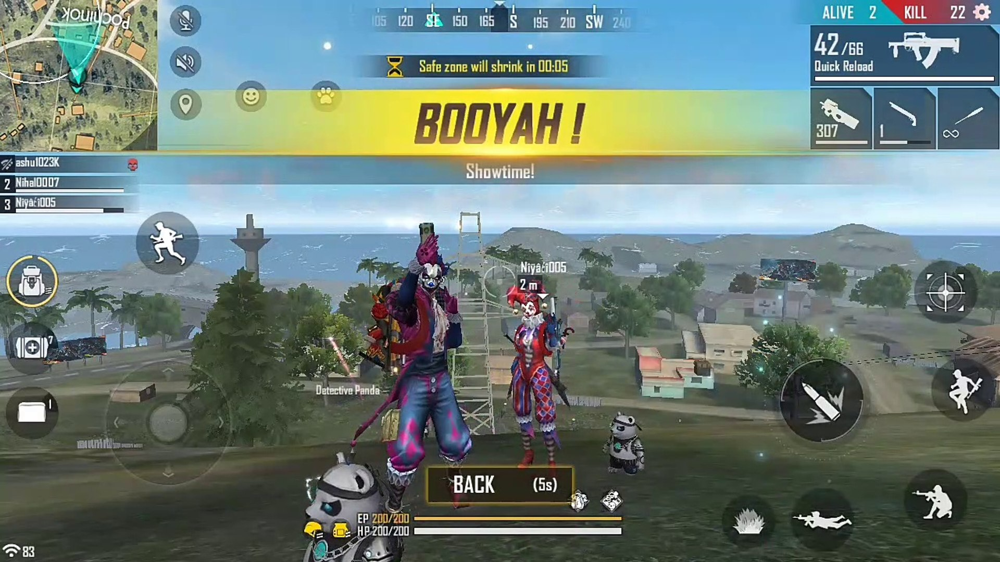 Pochinok
105 120 SE 150 165 S 195 210 SW 240
ALIVE 2 KILL 22
Safe zone will shrink in 00:05
42/66
Quick Reload
BOOYAH !
307 1 ∞
Showtime!
ashu1023K
2 Nihal0007
3 Nîyâćî005
Nîyâćî005
2 m
7
Detective Panda
1
BACK (5s)
EP 200/200
HP 200/200
83